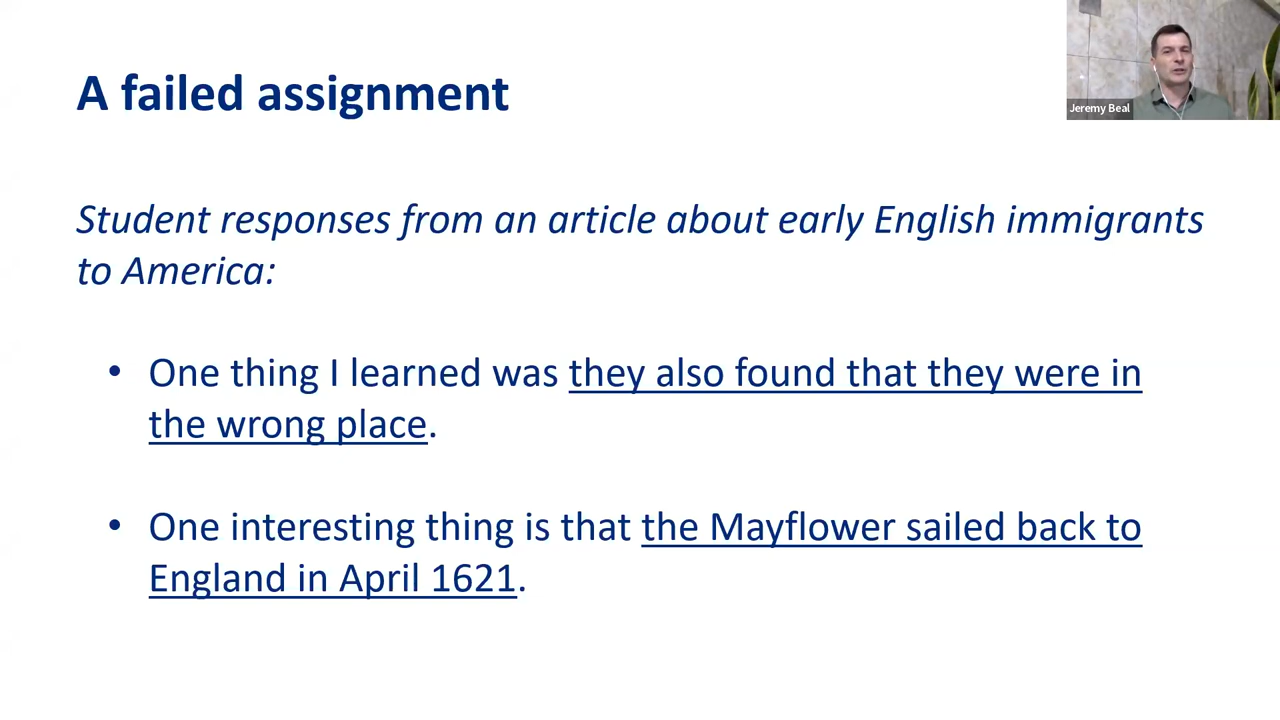 A failed assignment
Jeremy Beal
Student responses from an article about early English immigrants
to America:
• One thing I learned was they also found that they were in
the wrong place.
• One interesting thing is that the Mayflower sailed back to
England in April 1621.